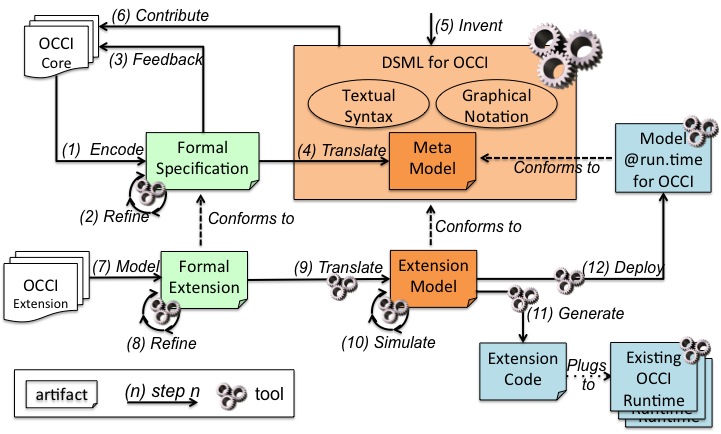 (6) Contribute
(5) Invent
OCCI
Core
(3) Feedback
DSML for OCCI
Textual
Syntax
Graphical
Notation
(1) Encode
Formal
Specification
(4) Translate
Meta
Model
Conforms to
Model
@run.time
for OCCI
(2) Refine
Conforms to
Conforms to
OCCI
Extension
(7) Model
Formal
Extension
(9) Translate
Extension
Model
(12) Deploy
(8) Refine
(10) Simulate
(11) Generate
Extension
Code
Plugs
to
Existing
OCCI
Runtime
Runtime
Runtime
artifact
(n) step n
tool